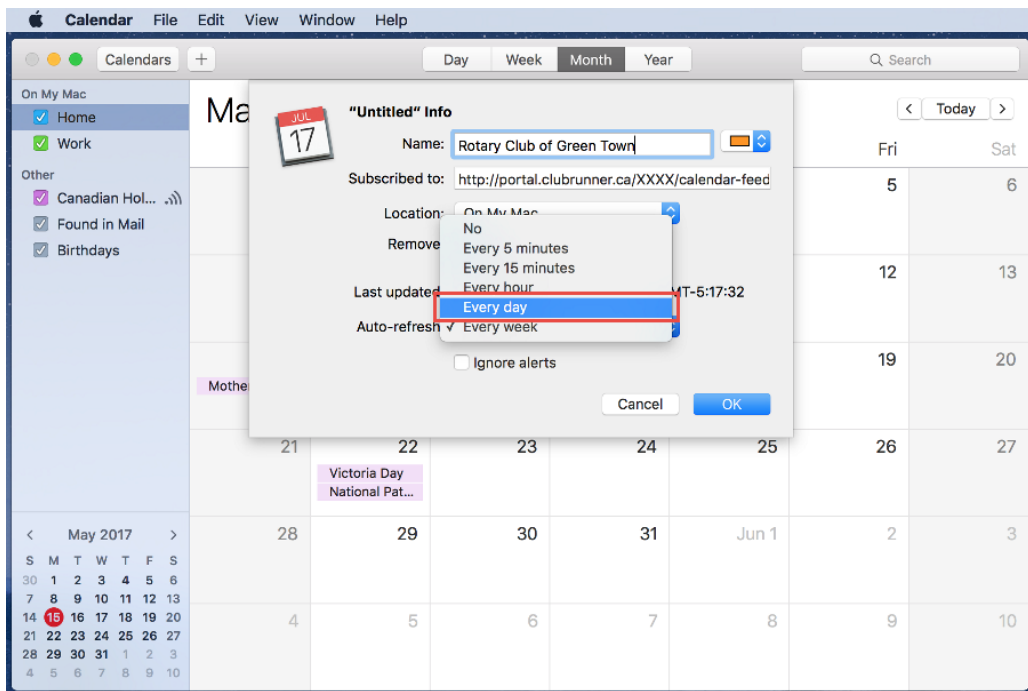 Calendar File Edit View Window Help
Calendars + Day Week Month Year Search
On My Mac
Home
Work
Other
Canadian Hol...
Found in Mail
Birthdays
Ma
< Today >
Fri Sat
JUL
17
"Untitled" Info
Name: Rotary Club of Green Town
Subscribed to: http://portal.clubrunner.ca/XXXX/calendar-feed
Location: On My Mac
Remove
No
Every 5 minutes
Every 15 minutes
Every hour
Last updated MT-5:17:32
Every day
Auto-refresh ✓ Every week
Ignore alerts
Cancel OK
5 6
12 13
19 20
Mothe
21 22 23 24 25 26 27
Victoria Day
National Pat...
28 29 30 31 Jun 1 2 3
4 5 6 7 8 9 10
< May 2017 >
S M T W T F S
30 1 2 3 4 5 6
7 8 9 10 11 12 13
14 15 16 17 18 19 20
21 22 23 24 25 26 27
28 29 30 31 1 2 3
4 5 6 7 8 9 10